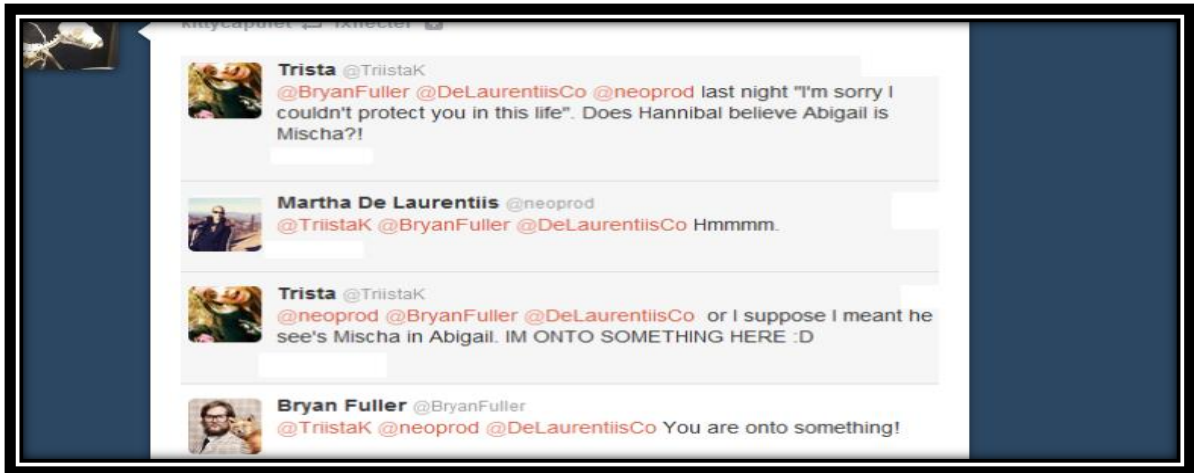 kittycapulet rxnecter
Trista @TriistaK
@BryanFuller @DeLaurentiisCo @neoprod last night "I'm sorry I
couldn't protect you in this life". Does Hannibal believe Abigail is
Mischa?!
Martha De Laurentiis @neoprod
@TriistaK @BryanFuller @DeLaurentiisCo Hmmmm.
Trista @TriistaK
@neoprod @BryanFuller @DeLaurentiisCo or I suppose I meant he
see's Mischa in Abigail. IM ONTO SOMETHING HERE :D
Bryan Fuller @BryanFuller
@TriistaK @neoprod @DeLaurentiisCo You are onto something!